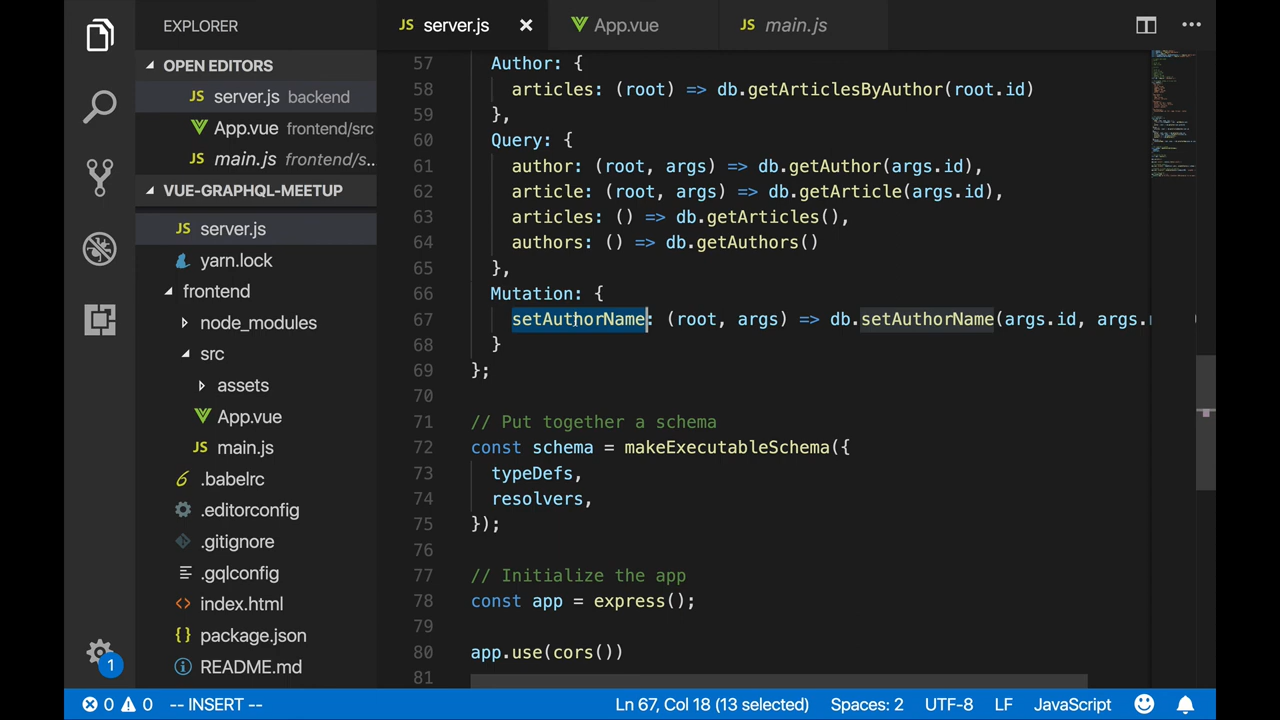 EXPLORER
OPEN EDITORS
JS server.js backend
App.vue frontend/src
JS main.js frontend/s...
VUE-GRAPHQL-MEETUP
JS server.js
yarn.lock
frontend
node_modules
src
assets
App.vue
JS main.js
.babelrc
.editorconfig
.gitignore
.gqlconfig
index.html
package.json
README.md
1
JS server.js
App.vue
JS main.js
57 Author: {
58 articles: (root) => db.getArticlesByAuthor(root.id)
59 },
60 Query: {
61 author: (root, args) => db.getAuthor(args.id),
62 article: (root, args) => db.getArticle(args.id),
63 articles: () => db.getArticles(),
64 authors: () => db.getAuthors()
65 },
66 Mutation: {
67 setAuthorName: (root, args) => db.setAuthorName(args.id, args.
68 }
69 };
70
71 // Put together a schema
72 const schema = makeExecutableSchema({
73 typeDefs,
74 resolvers,
75 });
76
77 // Initialize the app
78 const app = express();
79
80 app.use(cors())
81
0 0 -- INSERT --
Ln 67, Col 18 (13 selected)
Spaces: 2
UTF-8
LF
JavaScript